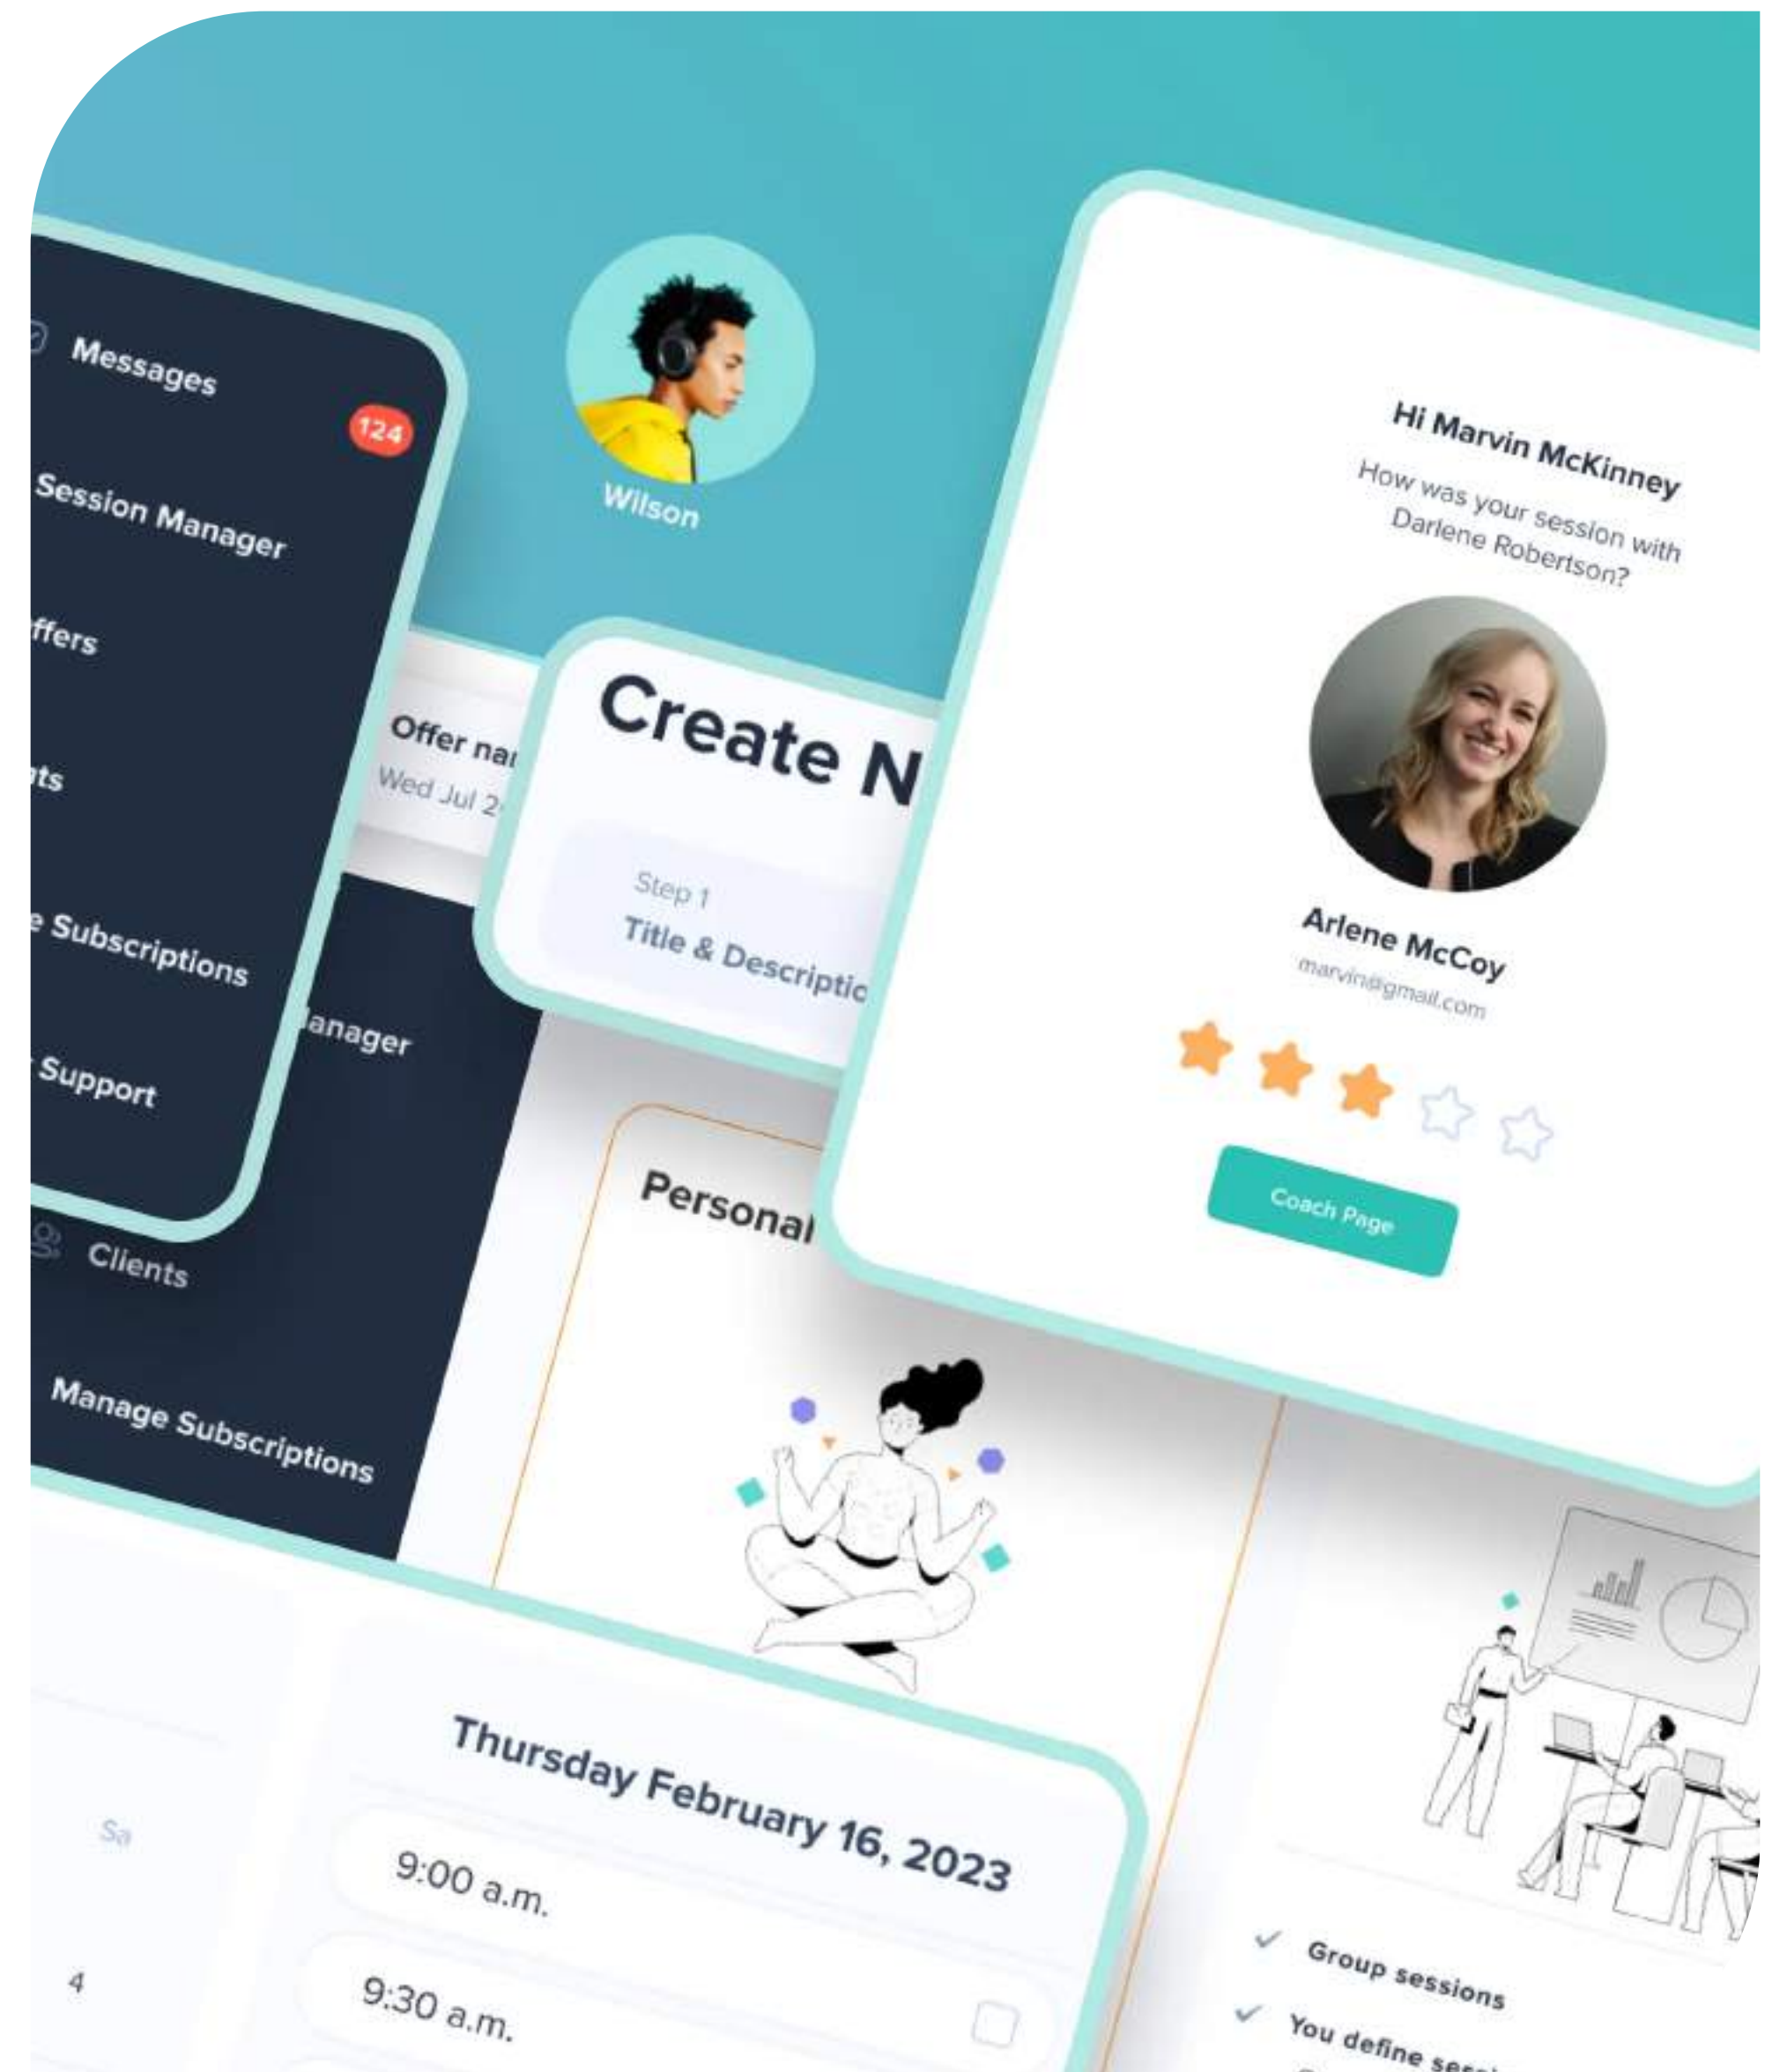 Messages
124
Session Manager
ffers
ts
e Subscriptions
Support
Wilson
Offer nar
Wed Jul 2
Create N
Step 1
Title & Descriptio
Hi Marvin McKinney
How was your session with
Darlene Robertson?
Arlene McCoy
marvin@gmail.com
Coach Page
anager
Clients
Manage Subscriptions
Personal
Thursday February 16, 2023
9:00 a.m.
9:30 a.m.
Sa
4
Group sessions
You define sessi